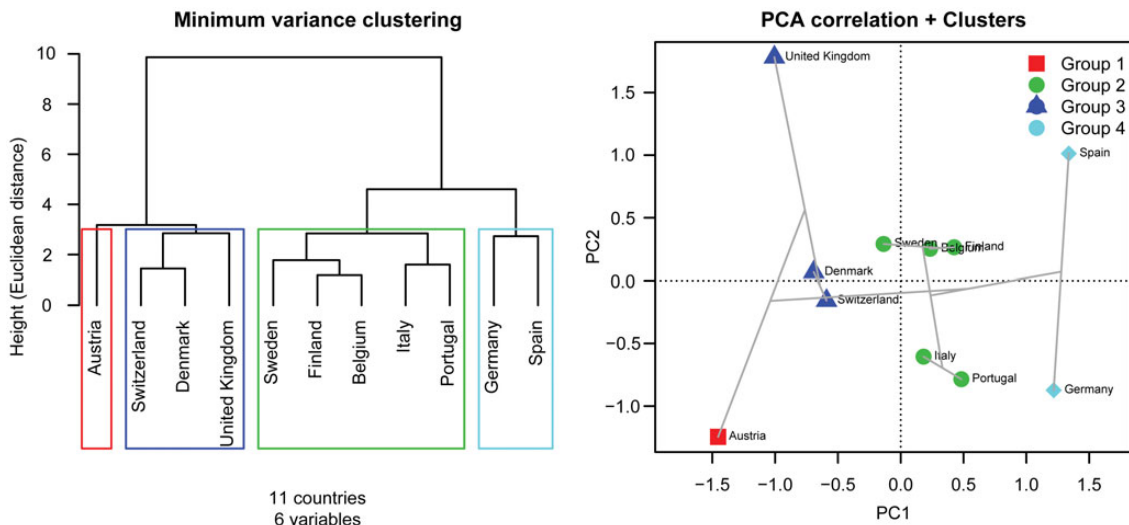 Minimum variance clustering
Height (Euclidean distance)
10
8
6
4
2
0
Austria
Switzerland
Denmark
United Kingdom
Sweden
Finland
Belgium
Italy
Portugal
Germany
Spain
11 countries
6 variables
PCA correlation + Clusters
PC2
1.5
1.0
0.5
0.0
−0.5
−1.0
United Kingdom
Group 1
Group 2
Group 3
Group 4
Spain
Sweden
Belgium
Finland
Denmark
Switzerland
Italy
Portugal
Germany
Austria
−1.5 −1.0 −0.5 0.0 0.5 1.0 1.5
PC1